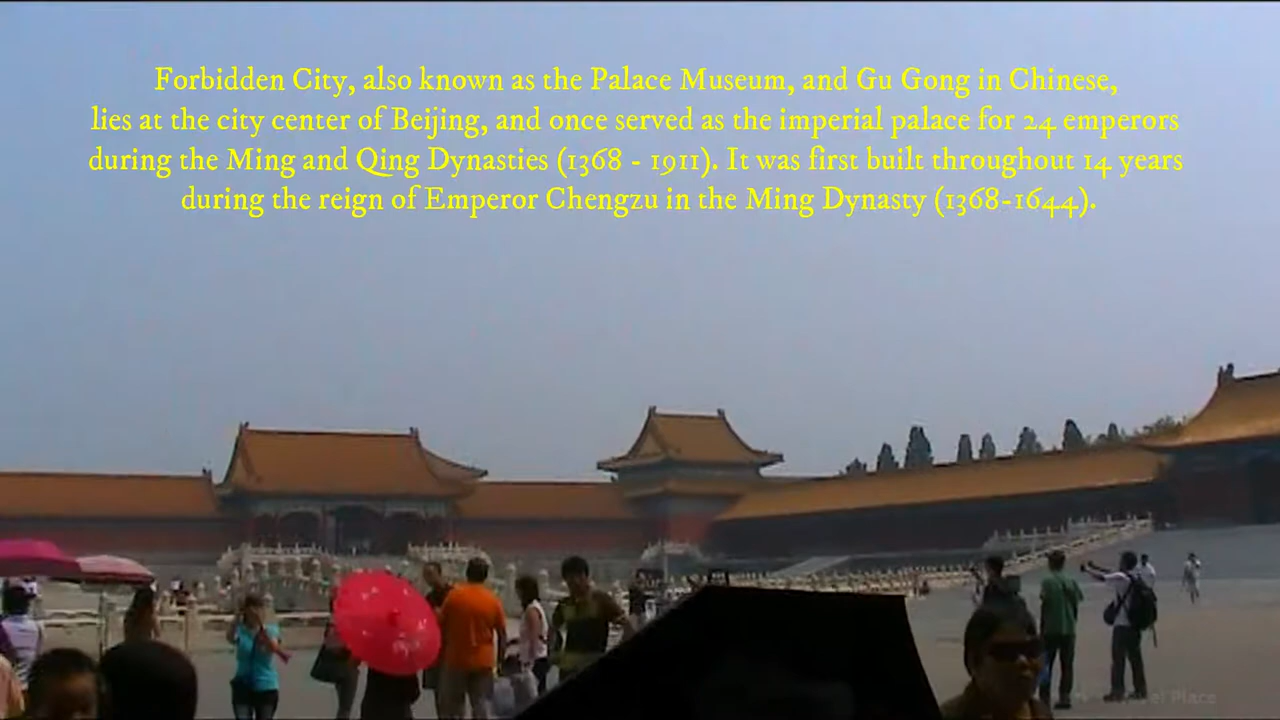 Forbidden City, also known as the Palace Museum, and Gu Gong in Chinese,
lies at the city center of Beijing, and once served as the imperial palace for 24 emperors
during the Ming and Qing Dynasties (1368 - 1911). It was first built throughout 14 years
during the reign of Emperor Chengzu in the Ming Dynasty (1368-1644).
Place